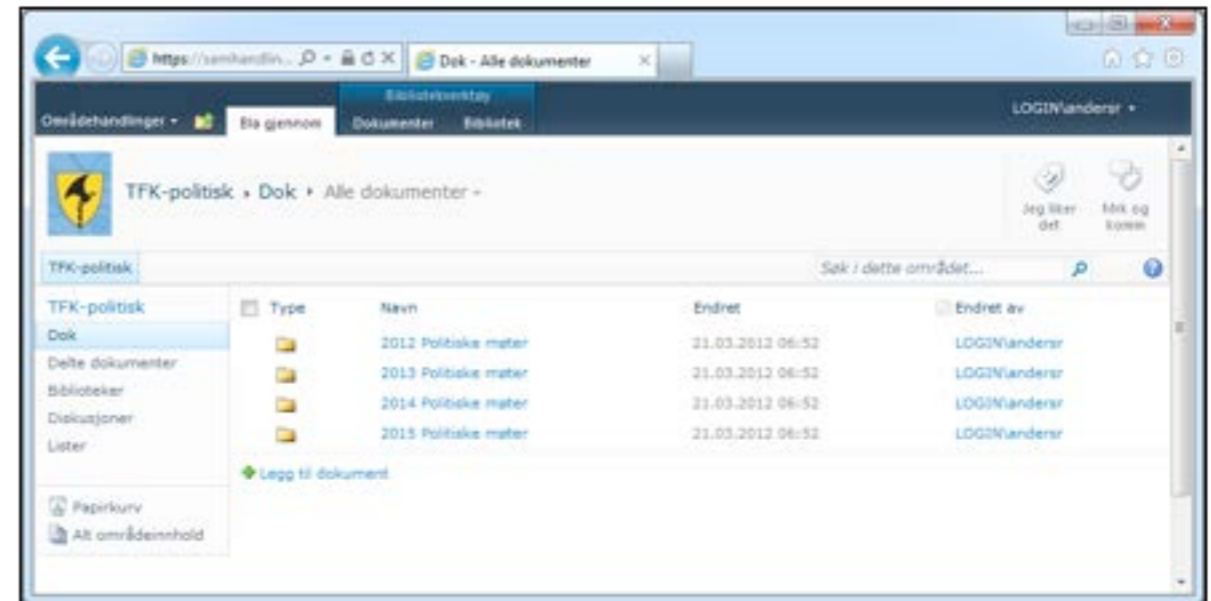 https://samhandlin...
Dok - Alle dokumenter
Områdehandlinger
Bla gjennom
Bibliotekverktøy
Dokumenter Bibliotek
LOGIN\andersr
TFK-politisk Dok Alle dokumenter
Jeg liker det
Mrk og komm
TFK-politisk
Søk i dette området...
TFK-politisk
Dok
Delte dokumenter
Biblioteker
Diskusjoner
Lister
Papirkurv
Alt områdeinnhold
Type Navn Endret Endret av
2012 Politiske møter 21.03.2012 06:52 LOGIN\andersr
2013 Politiske møter 21.03.2012 06:52 LOGIN\andersr
2014 Politiske møter 21.03.2012 06:52 LOGIN\andersr
2015 Politiske møter 21.03.2012 06:52 LOGIN\andersr
Legg til dokument